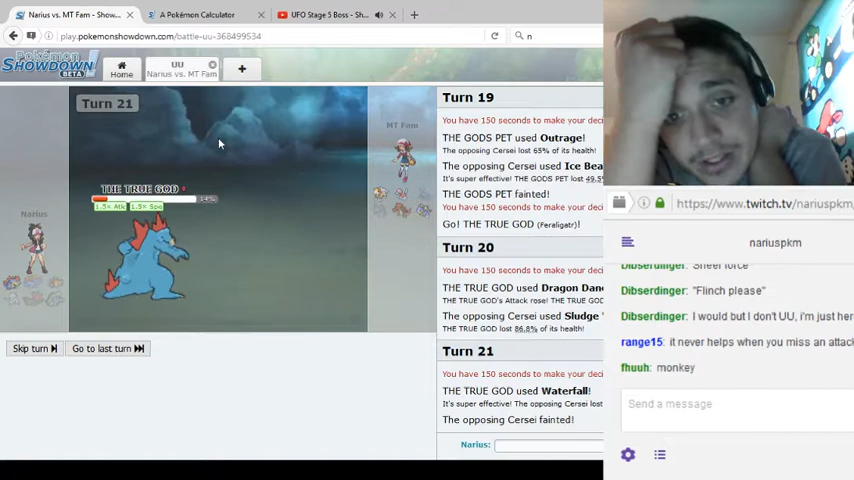 Narius vs. MT Fam - Show...
A Pokémon Calculator
UFO Stage 5 Boss - Sh...
play.pokemonshowdown.com/battle-uu-368499534
n
Pokémon
SHOWDOWN!
BETA
Home
UU
Narius vs. MT Fam
Turn 21
MT Fam
THE TRUE GOD
14%
1.5× Atk
1.5× Spe
Narius
Skip turn
Go to last turn
Turn 19
You have 150 seconds to make your deci
THE GODS PET used Outrage!
The opposing Cersei lost 65% of its health!
The opposing Cersei used Ice Bea
It's super effective! THE GODS PET lost 49.5
THE GODS PET fainted!
Go! THE TRUE GOD (Feraligatr)!
Turn 20
You have 150 seconds to make your deci
THE TRUE GOD used Dragon Danc
THE TRUE GOD's Attack rose! THE TRUE GO
The opposing Cersei used Sludge
THE TRUE GOD lost 86.8% of its health!
Turn 21
You have 150 seconds to make your deci
THE TRUE GOD used Waterfall!
It's super effective! The opposing Cersei lost
The opposing Cersei fainted!
Narius:
https://www.twitch.tv/nariuspkm
nariuspkm
Dibserdinger: Sheer force
Dibserdinger: "Flinch please"
Dibserdinger: I would but I don't UU, i'm just her
range15: it never helps when you miss an attack
fhuuh: monkey
Send a message